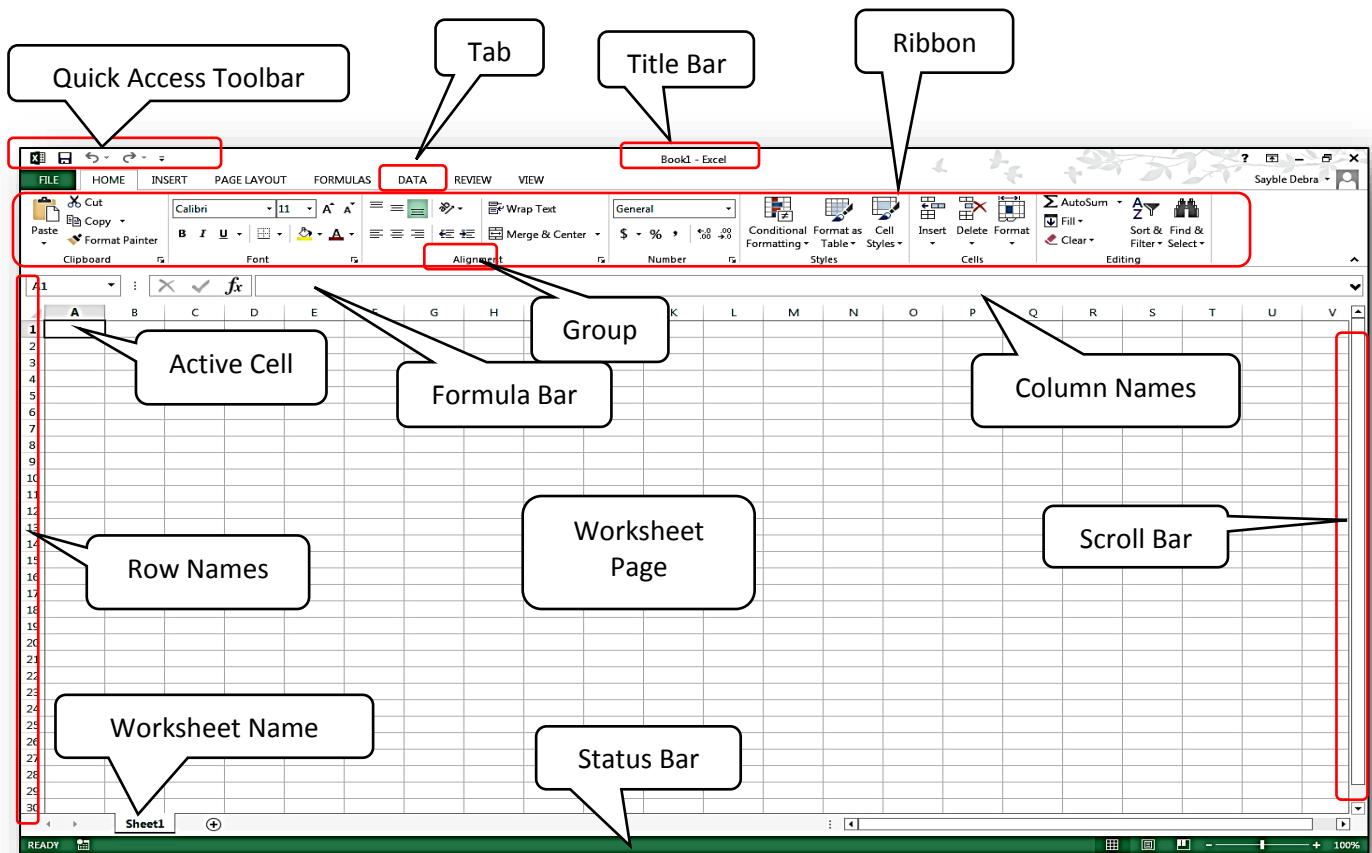 Quick Access Toolbar
Tab
Title Bar
Ribbon
Book1 - Excel
?
FILE HOME INSERT PAGE LAYOUT FORMULAS DATA REVIEW VIEW Sayble Debra
Paste
Cut
Copy
Format Painter
Clipboard
Calibri 11 A A
B I U A
Font
Wrap Text
Merge & Center
Alignment
General
$ % , .00 .0
Number
Conditional Formatting
Format as Table
Cell Styles
Styles
Insert Delete Format
Cells
AutoSum
Fill
Clear
Sort & Filter
Find & Select
Editing
A1 fx
A B C D E F G H K L M N O P Q R S T U V
1
2
3
4
5
6
7
8
9
10
11
12
13
14
15
16
17
18
19
20
21
22
23
24
25
26
27
28
29
30
Active Cell
Group
Formula Bar
Column Names
Worksheet
Page
Scroll Bar
Row Names
Worksheet Name
Status Bar
Sheet1
READY 100%